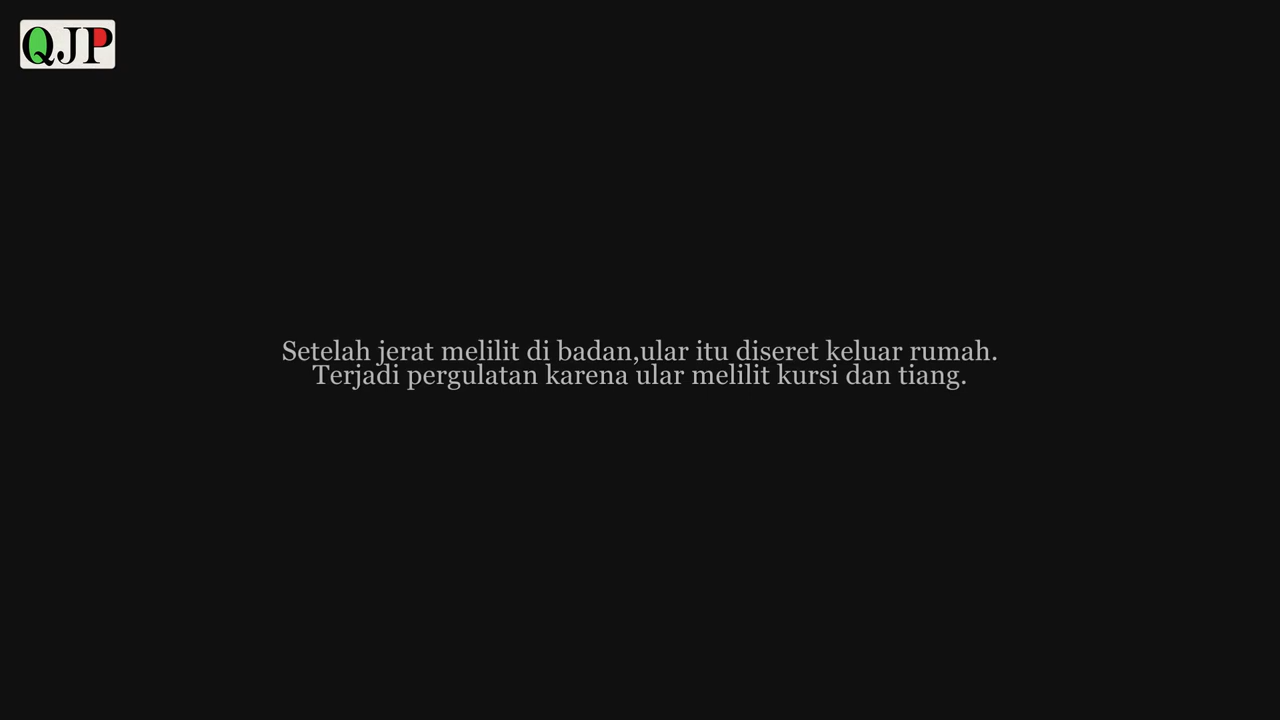 QJP
Setelah jerat melilit di badan,ular itu diseret keluar rumah.
Terjadi pergulatan karena ular melilit kursi dan tiang.